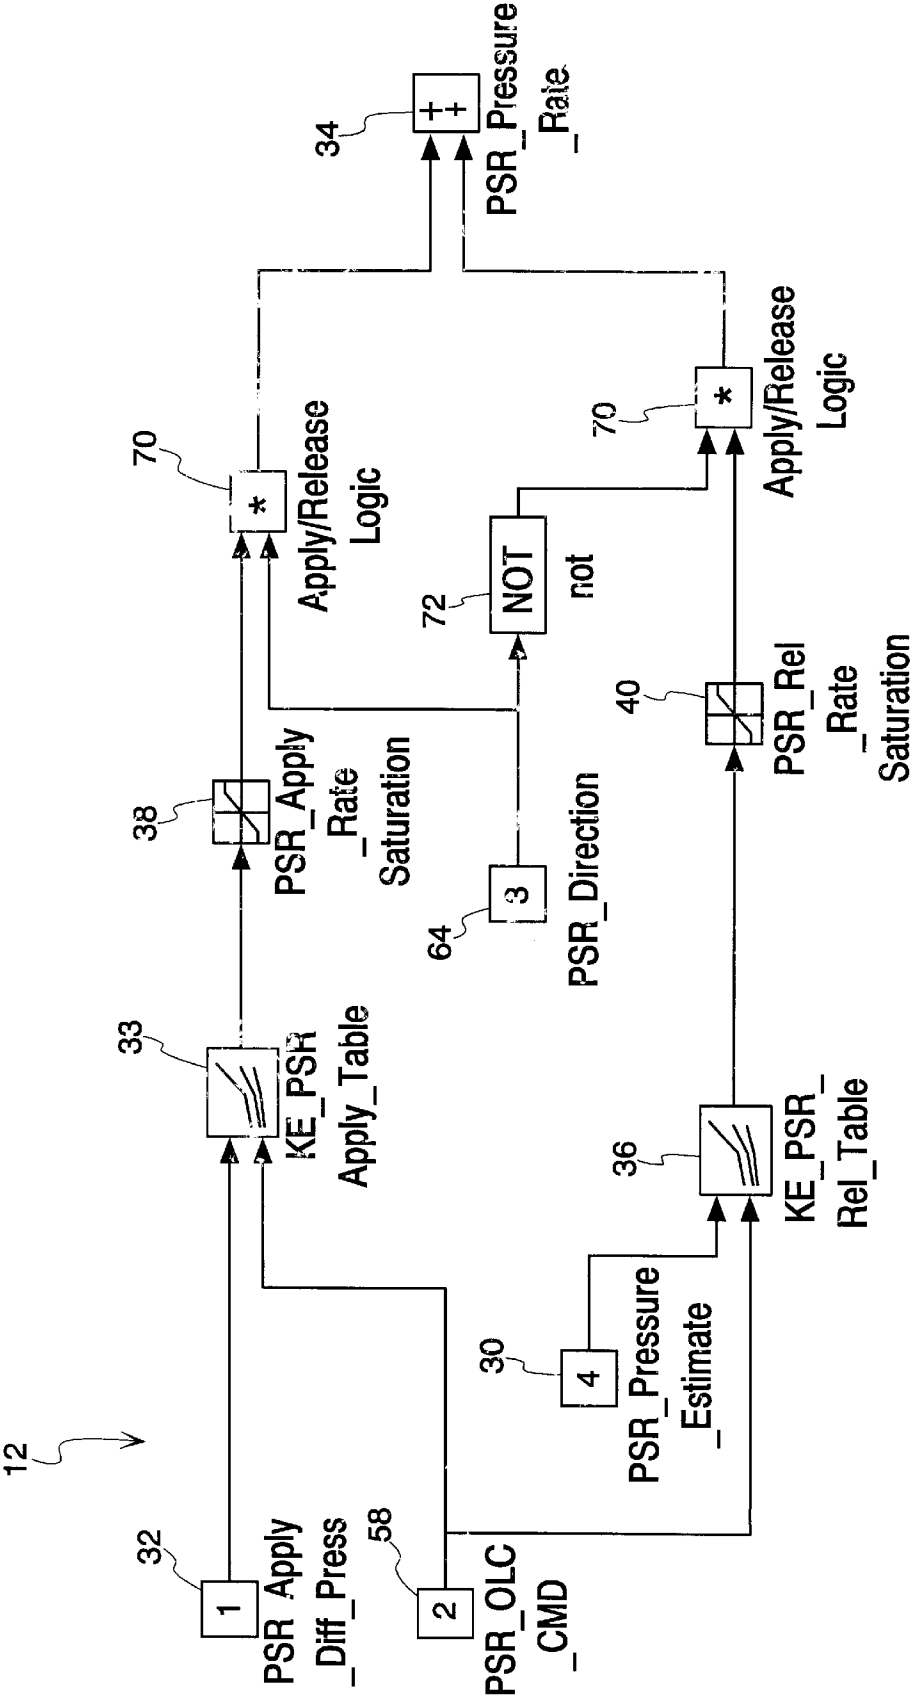 12
32
1
PSR_Apply
_Diff_Press
58
2
PSR_OLC
_CMD
30
4
PSR_Pressure
_Estimate
33
KE_PSR
Apply_Table
36
KE_PSR_
Rel_Table
64
3
PSR_Direction
38
PSR_Apply
_Rate
_Saturation
40
PSR_Rel
_Rate
Saturation
72
NOT
not
70
*
Apply/Release
Logic
70
*
Apply/Release
Logic
34
+
+
PSR_Pressure
_Rate